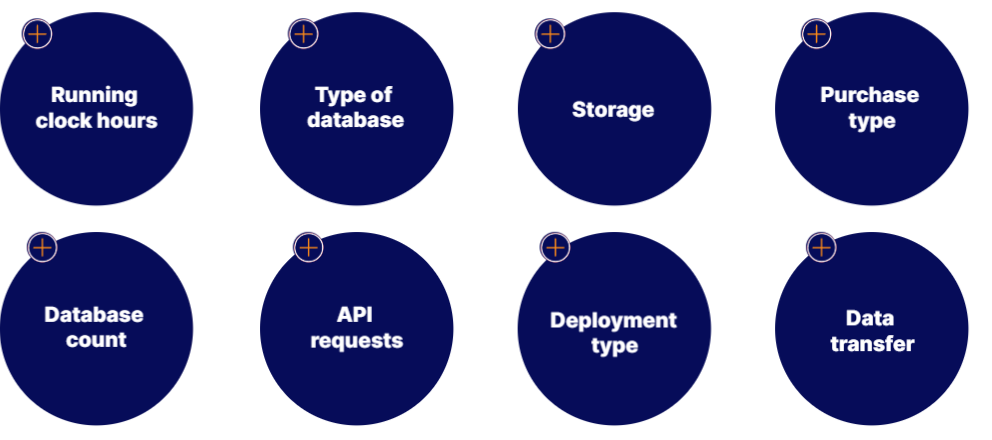 Running
clock hours
Type of
database
Storage
Purchase
type
Database
count
API
requests
Deployment
type
Data
transfer